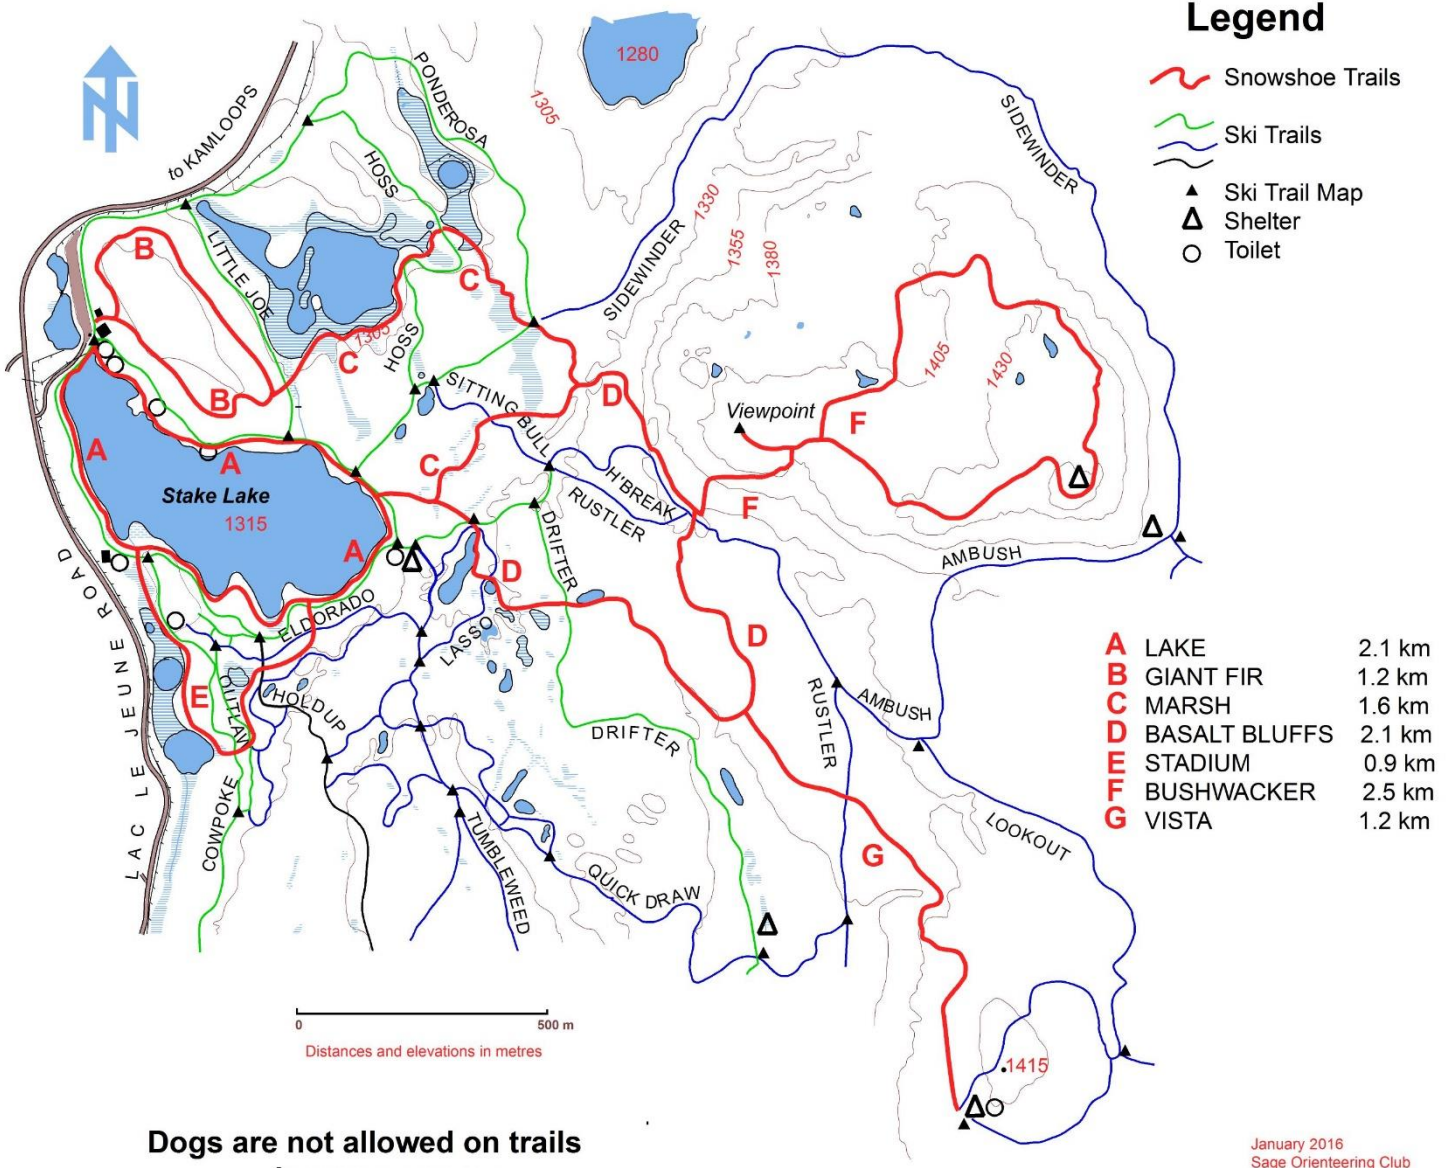 Legend
Snowshoe Trails
Ski Trails
Ski Trail Map
Shelter
Toilet
1280
1305
PONDEROSA
to KAMLOOPS
HOSS
SIDEWINDER
SIDEWINDER
1330
1355
1380
B
LITTLE JOE
C
1305
C
HOSS
1405
1430
SITTING BULL
D
B
Viewpoint
F
A
A
C
Stake Lake
1315
H'BREAK
RUSTLER
F
DRIFTER
A
D
AMBUSH
LAC LE JEUNE ROAD
ELDORADO
LASSO
D
E
HOLDUP
RUSTLER
AMBUSH
DRIFTER
COWPOKE
TUMBLEWEED
QUICK DRAW
G
LOOKOUT
A LAKE 2.1 km
B GIANT FIR 1.2 km
C MARSH 1.6 km
D BASALT BLUFFS 2.1 km
E STADIUM 0.9 km
F BUSHWACKER 2.5 km
G VISTA 1.2 km
0 500 m
Distances and elevations in metres
1415
Dogs are not allowed on trails
January 2016
Sage Orienteering Club